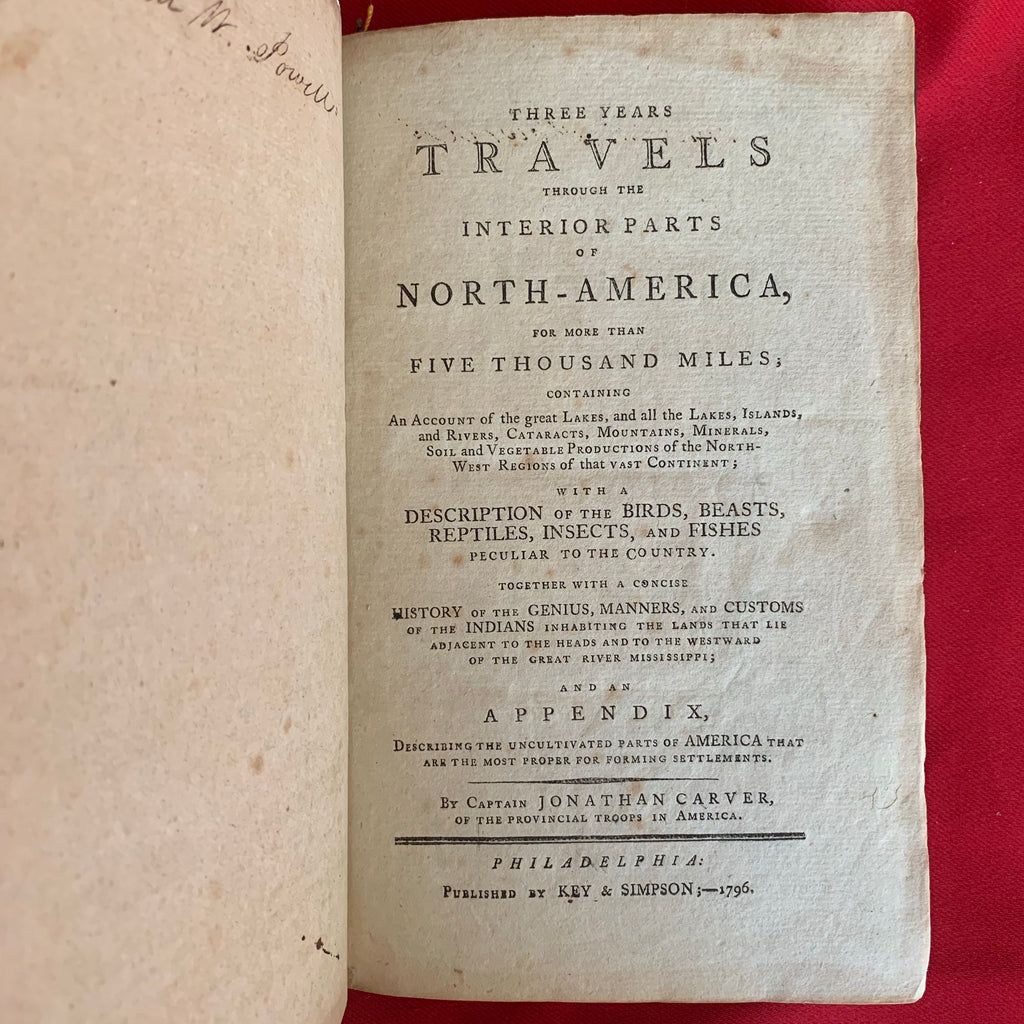 W. Powell
THREE YEARS
TRAVELS
THROUGH THE
INTERIOR PARTS
OF
NORTH-AMERICA,
FOR MORE THAN
FIVE THOUSAND MILES;
CONTAINING
An ACCOUNT of the great LAKES, and all the LAKES, ISLANDS,
and RIVERS, CATARACTS, MOUNTAINS, MINERALS,
SOIL and VEGETABLE PRODUCTIONS of the NORTH-
WEST REGIONS of that VAST CONTINENT;
WITH A
DESCRIPTION OF THE BIRDS, BEASTS,
REPTILES, INSECTS, AND FISHES
PECULIAR TO THE COUNTRY.
TOGETHER WITH A CONCISE
HISTORY OF THE GENIUS, MANNERS, AND CUSTOMS
OF THE INDIANS INHABITING THE LANDS THAT LIE
ADJACENT TO THE HEADS AND TO THE WESTWARD
OF THE GREAT RIVER MISSISSIPPI;
AND AN
APPENDIX,
DESCRIBING THE UNCULTIVATED PARTS OF AMERICA THAT
ARE THE MOST PROPER FOR FORMING SETTLEMENTS.
BY CAPTAIN JONATHAN CARVER,
OF THE PROVINCIAL TROOPS IN AMERICA.
PHILADELPHIA:
PUBLISHED BY KEY & SIMPSON;—1796.